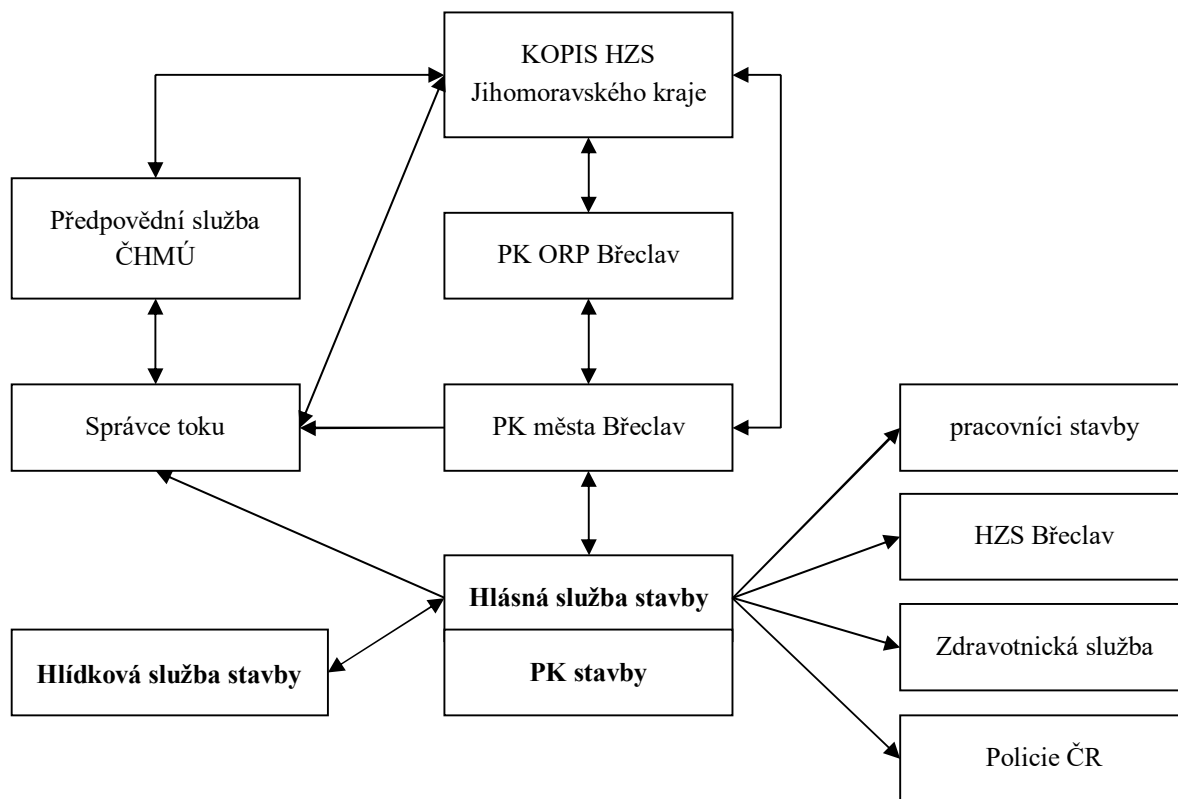 KOPIS HZS
Jihomoravského kraje
Předpovědní služba
ČHMÚ
PK ORP Břeclav
Správce toku
PK města Břeclav
pracovníci stavby
HZS Břeclav
Hlásná služba stavby
Zdravotnická služba
Hlídková služba stavby
PK stavby
Policie ČR